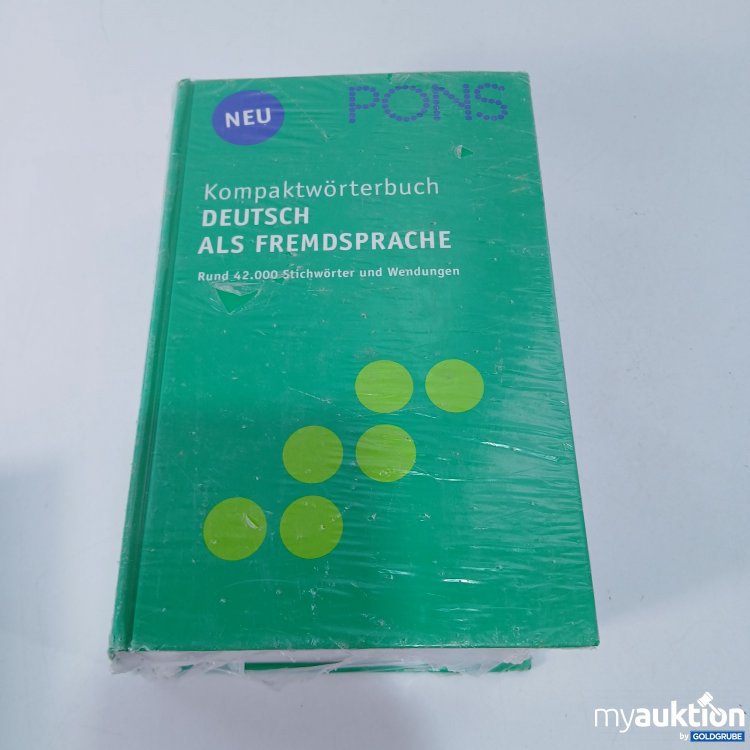 NEU
PONS
Kompaktwörterbuch
DEUTSCH
ALS FREMDSPRACHE
Rund 42.000 Stichwörter und Wendungen
myauktion
by GOLDGRUBE